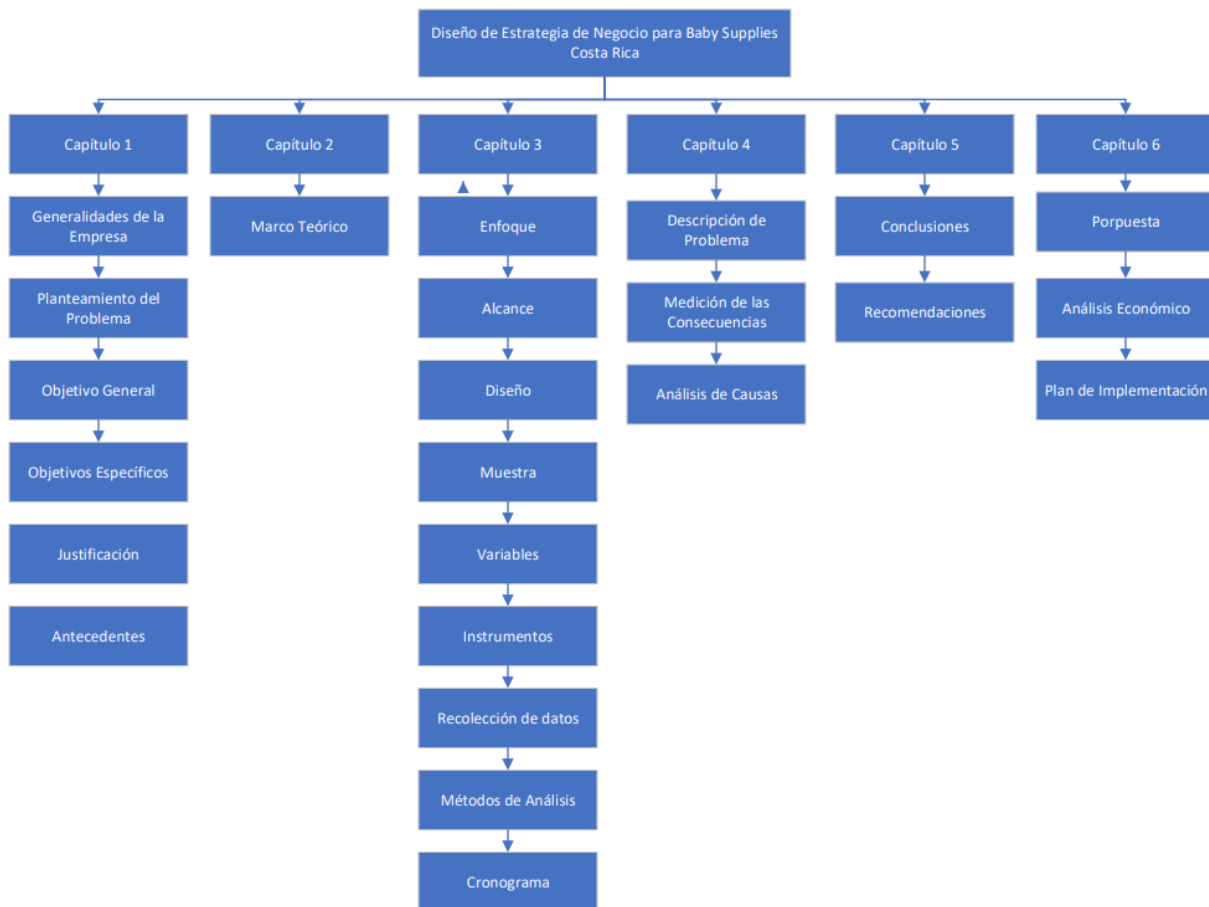 Diseño de Estrategia de Negocio para Baby Supplies
Costa Rica
Capítulo 1
Capítulo 2
Capítulo 3
Capítulo 4
Capítulo 5
Capítulo 6
Generalidades de la
Empresa
Planteamiento del
Problema
Objetivo General
Objetivos Específicos
Justificación
Antecedentes
Marco Teórico
Enfoque
Alcance
Diseño
Muestra
Variables
Instrumentos
Recolección de datos
Métodos de Análisis
Cronograma
Descripción de
Problema
Medición de las
Consecuencias
Análisis de Causas
Conclusiones
Recomendaciones
Porpuesta
Análisis Económico
Plan de Implementación